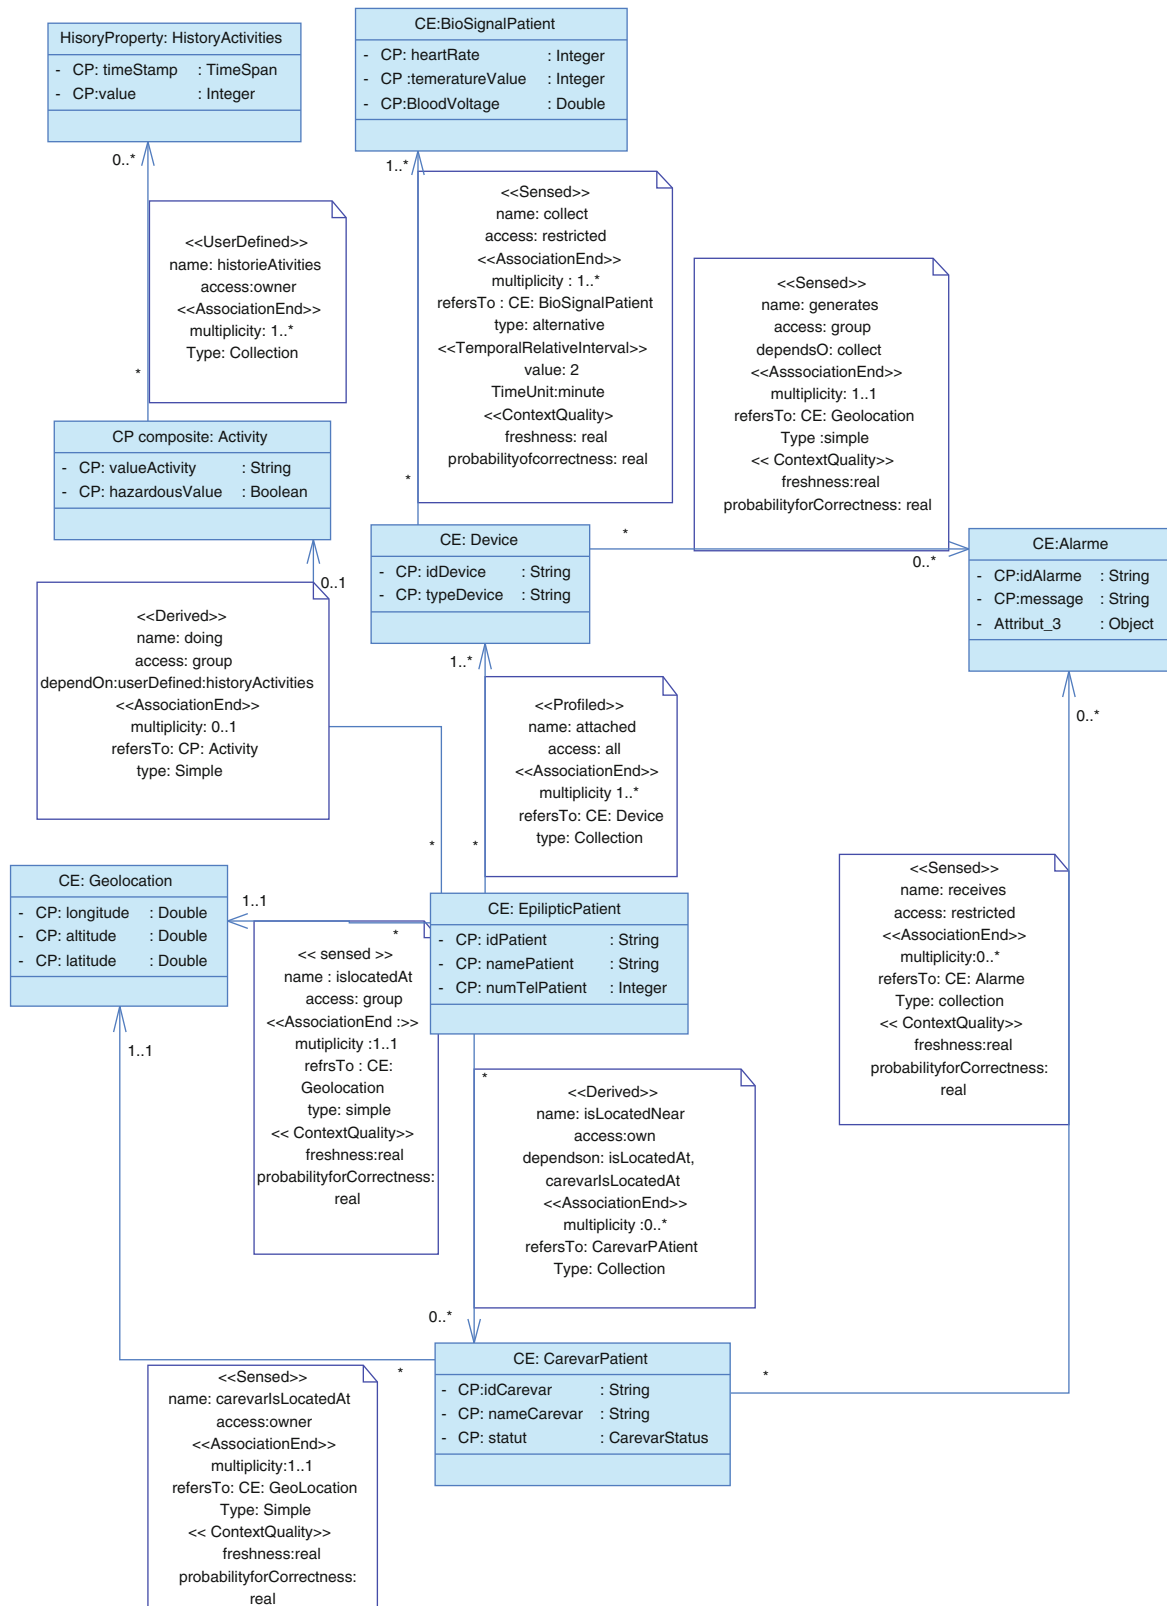 HisoryProperty: HistoryActivities
- CP: timeStamp : TimeSpan
- CP:value : Integer
CE:BioSignalPatient
- CP: heartRate : Integer
- CP :temeratureValue : Integer
- CP:BloodVoltage : Double
0..*
1..*
<<UserDefined>>
name: historieAtivities
access:owner
<<AssociationEnd>>
multiplicity: 1..*
Type: Collection
*
<<Sensed>>
name: collect
access: restricted
<<AssociationEnd>>
multiplicity : 1..*
refersTo : CE: BioSignalPatient
type: alternative
<<TemporalRelativeInterval>>
value: 2
TimeUnit:minute
<<ContextQuality>
freshness: real
probabilityofcorrectness: real
*
<<Sensed>>
name: generates
access: group
dependsO: collect
<<AsssociationEnd>>
multiplicity: 1..1
refersTo: CE: Geolocation
Type :simple
<< ContextQuality>>
freshness:real
probabilityforCorrectness: real
CP composite: Activity
- CP: valueActivity : String
- CP: hazardousValue : Boolean
CE: Device
- CP: idDevice : String
- CP: typeDevice : String
*
0..*
CE:Alarme
- CP:idAlarme : String
- CP:message : String
- Attribut_3 : Object
0..1
<<Derived>>
name: doing
access: group
dependOn:userDefined:historyActivities
<<AssociationEnd>>
multiplicity: 0..1
refersTo: CP: Activity
type: Simple
*
1..*
<<Profiled>>
name: attached
access: all
<<AssociationEnd>>
multiplicity 1..*
refersTo: CE: Device
type: Collection
*
0..*
CE: Geolocation
- CP: longitude : Double
- CP: altitude : Double
- CP: latitude : Double
1..1
*
CE: EpilipticPatient
- CP: idPatient : String
- CP: namePatient : String
- CP: numTelPatient : Integer
<< sensed >>
name : islocatedAt
access: group
<<AssociationEnd :>>
mutiplicity :1..1
refrsTo : CE:
Geolocation
type: simple
<< ContextQuality>>
freshness:real
probabilityforCorrectness:
real
<<Sensed>>
name: receives
access: restricted
<<AssociationEnd>>
multiplicity:0..*
refersTo: CE: Alarme
Type: collection
<< ContextQuality>>
freshness:real
probabilityforCorrectness:
real
1..1
*
<<Derived>>
name: isLocatedNear
access:own
dependson: isLocatedAt,
carevarIsLocatedAt
<<AssociationEnd>>
multiplicity :0..*
refersTo: CarevarPAtient
Type: Collection
0..*
CE: CarevarPatient
- CP:idCarevar : String
- CP: nameCarevar : String
- CP: statut : CarevarStatus
*
*
<<Sensed>>
name: carevarIsLocatedAt
access:owner
<<AssociationEnd>>
multiplicity:1..1
refersTo: CE: GeoLocation
Type: Simple
<< ContextQuality>>
freshness:real
probabilityforCorrectness:
real